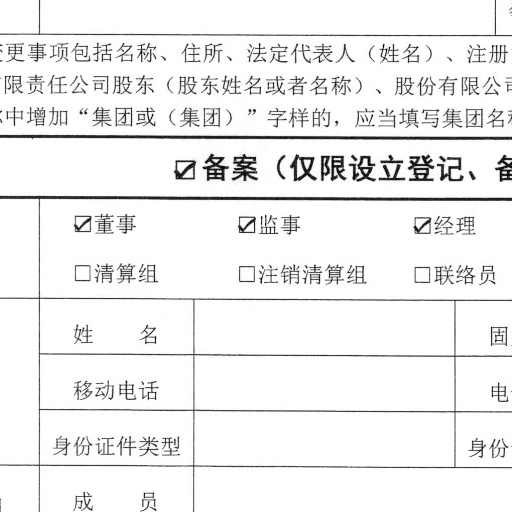 更事项包括名称、住所、法定代表人（姓名）、注册
有限责任公司股东（股东姓名或者名称）、股份有限公司
中增加“集团或（集团）”字样的，应当填写集团名称
☑备案（仅限设立登记、备
☑董事 ☑监事 ☑经理
☐清算组 ☐注销清算组 ☐联络员
姓 名 固
移动电话 电
身份证件类型 身份
成 员